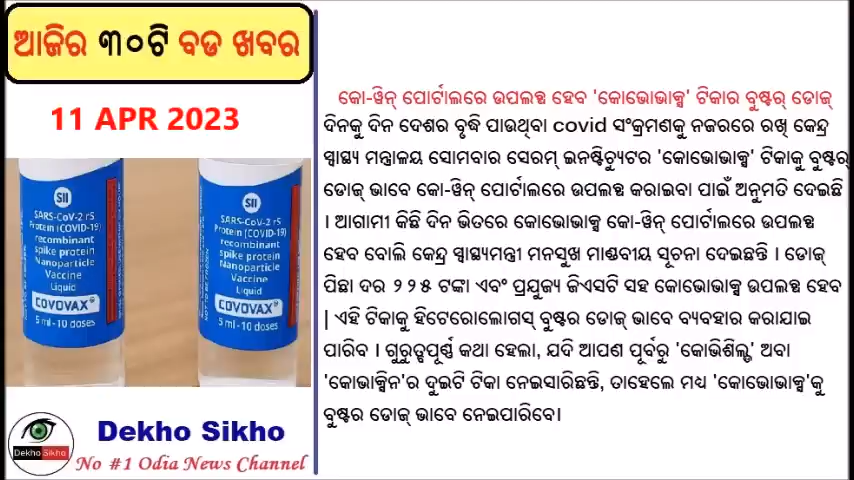 ଆଜିର ୩୦ଟି ବଡ ଖବର
11 APR 2023
SII
SARS-CoV-2 rS
Protein (COVID-19)
recombinant
spike protein
Nanoparticle
Vaccine
Liquid
COVOVAX
5 ml - 10 doses
SII
SARS-CoV-2 rS
Protein (COVID-19)
recombinant
spike protein
Nanoparticle
Vaccine
Liquid
COVOVAX
5 ml - 10 doses
Dekho Sikho
Dekho Sikho
No #1 Odia News Channel
କୋ-ୱିନ୍ ପୋର୍ଟାଲରେ ଉପଲବ୍ଧ ହେବ 'କୋଭୋଭାକ୍ସ' ଟିକାର ବୁଷ୍ଟର୍ ଡୋଜ୍
ଦିନକୁ ଦିନ ଦେଶର ବୃଦ୍ଧି ପାଉଥିବା covid ସଂକ୍ରମଣକୁ ନଜରରେ ରଖି କେନ୍ଦ୍ର
ସ୍ୱାସ୍ଥ୍ୟ ମନ୍ତ୍ରାଳୟ ସୋମବାର ସେରମ୍ ଇନଷ୍ଟିଚ୍ୟୁଟର 'କୋଭୋଭାକ୍ସ' ଟିକାକୁ ବୁଷ୍ଟର୍
ଡୋଜ୍ ଭାବେ କୋ-ୱିନ୍ ପୋର୍ଟାଲରେ ଉପଲବ୍ଧ କରାଇବା ପାଇଁ ଅନୁମତି ଦେଇଛି
। ଆଗାମୀ କିଛି ଦିନ ଭିତରେ କୋଭୋଭାକ୍ସ କୋ-ୱିନ୍ ପୋର୍ଟାଲରେ ଉପଲବ୍ଧ
ହେବ ବୋଲି କେନ୍ଦ୍ର ସ୍ୱାସ୍ଥ୍ୟମନ୍ତ୍ରୀ ମନସୁଖ ମାଣ୍ଡବୀୟ ସୂଚନା ଦେଇଛନ୍ତି । ଡୋଜ୍
ପିଛା ଦର ୨୨୫ ଟଙ୍କା ଏବଂ ପ୍ରଯୁଜ୍ୟ ଜିଏସଟି ସହ କୋଭୋଭାକ୍ସ ଉପଲବ୍ଧ ହେବ
| ଏହି ଟିକାକୁ ହିଟେରୋଲୋଗସ୍ ବୁଷ୍ଟର ଡୋଜ୍ ଭାବେ ବ୍ୟବହାର କରାଯାଇ
ପାରିବ । ଗୁରୁତ୍ୱପୂର୍ଣ୍ଣ କଥା ହେଲା, ଯଦି ଆପଣ ପୂର୍ବରୁ 'କୋଭିଶିଲ୍ଡ' ଅବା
'କୋଭାକ୍ସିନ'ର ଦୁଇଟି ଟିକା ନେଇସାରିଛନ୍ତି, ତାହେଲେ ମଧ୍ୟ 'କୋଭୋଭାକ୍ସ'କୁ
ବୁଷ୍ଟର ଡୋଜ୍ ଭାବେ ନେଇପାରିବେ।